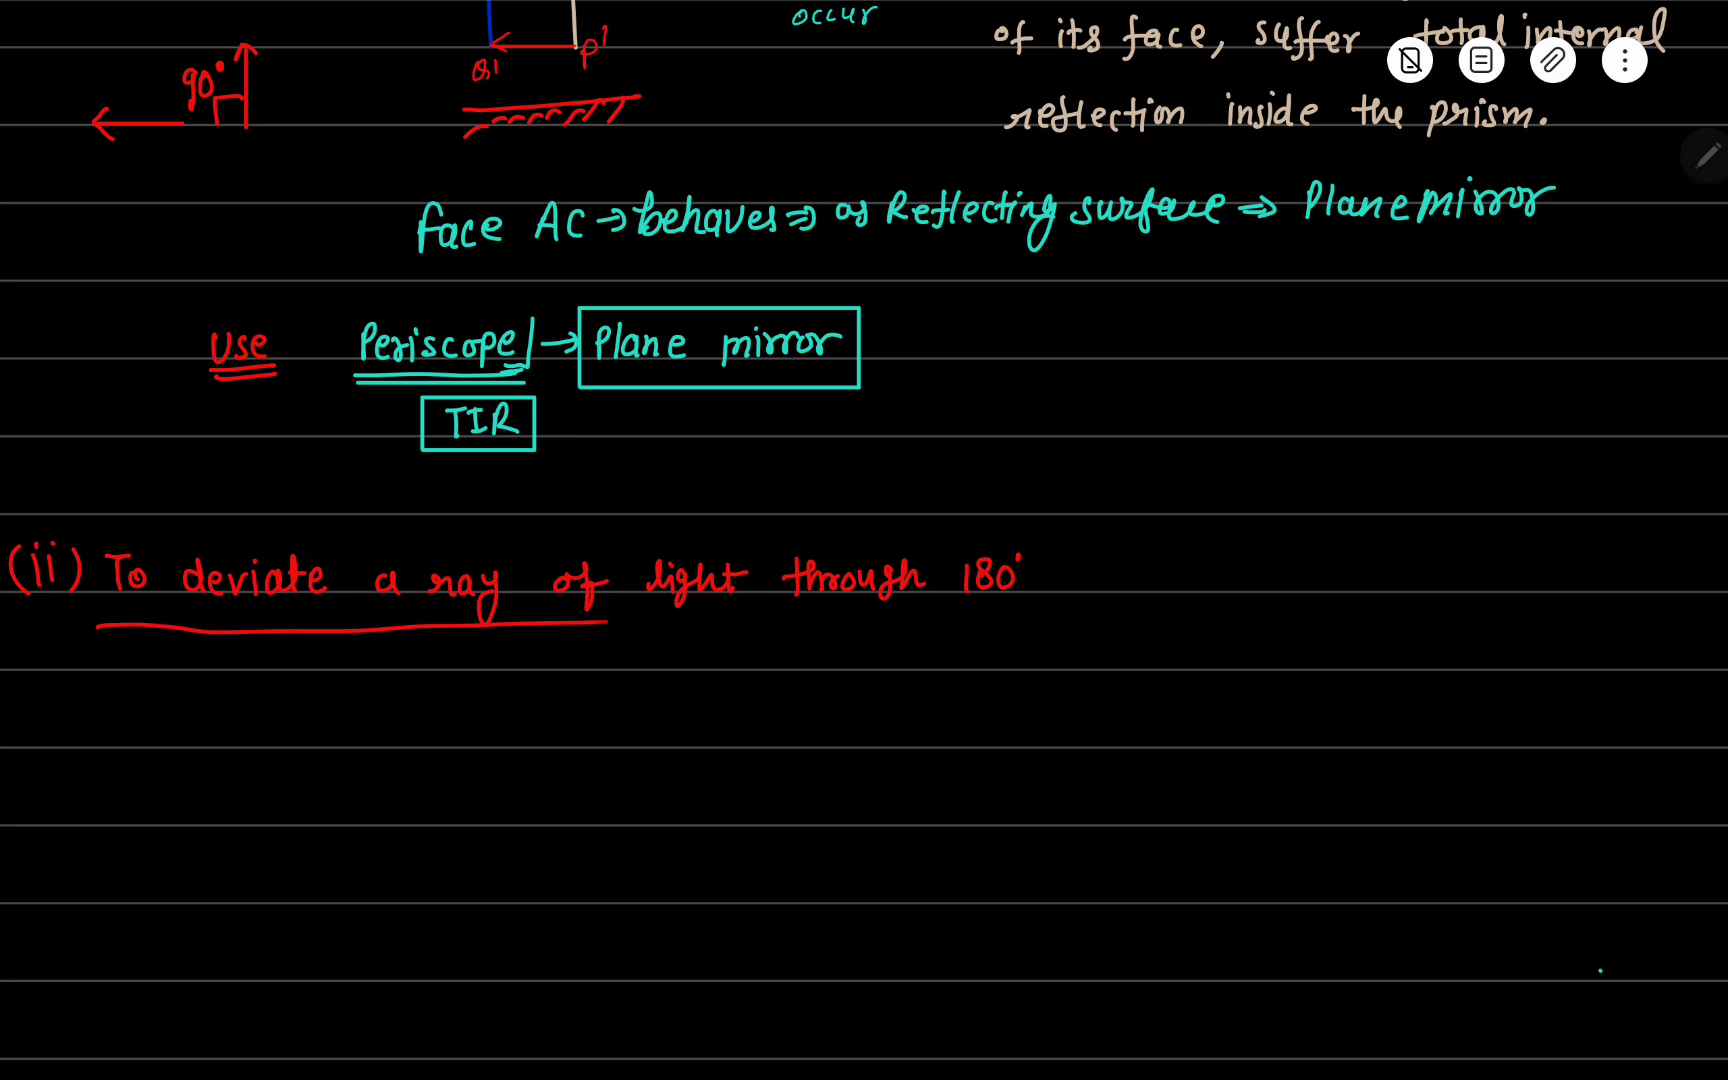 occur
of its face, suffer total internal
90°
Q' P'
reflection inside the prism.
face AC → behaves ⇒ as Reflecting surface ⇒ Plane mirror
Use Periscope → Plane mirror
TIR
(ii) To deviate a ray of light through 180°